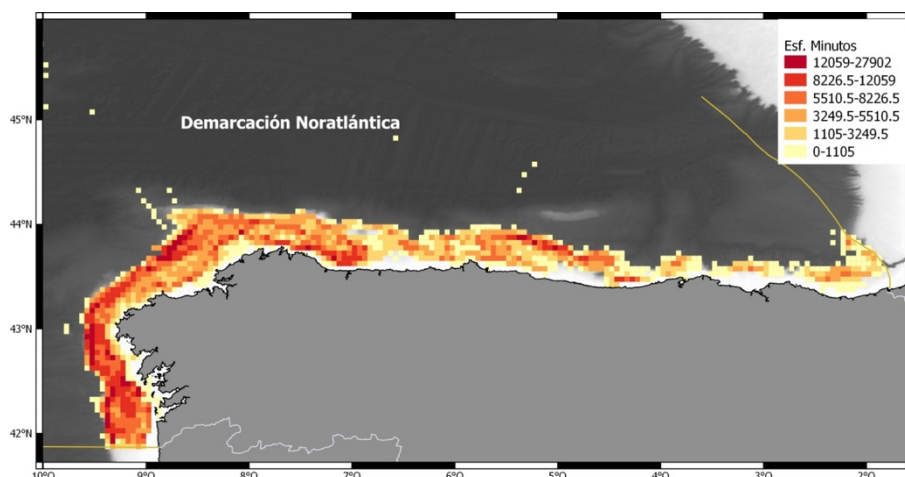 Esf. Minutos
12059-27902
8226.5-12059
5510.5-8226.5
3249.5-5510.5
1105-3249.5
0-1105
Demarcación Noratlántica
45°N
44°N
43°N
42°N
10°O 9°O 8°O 7°O 6°O 5°O 4°O 3°O 2°O